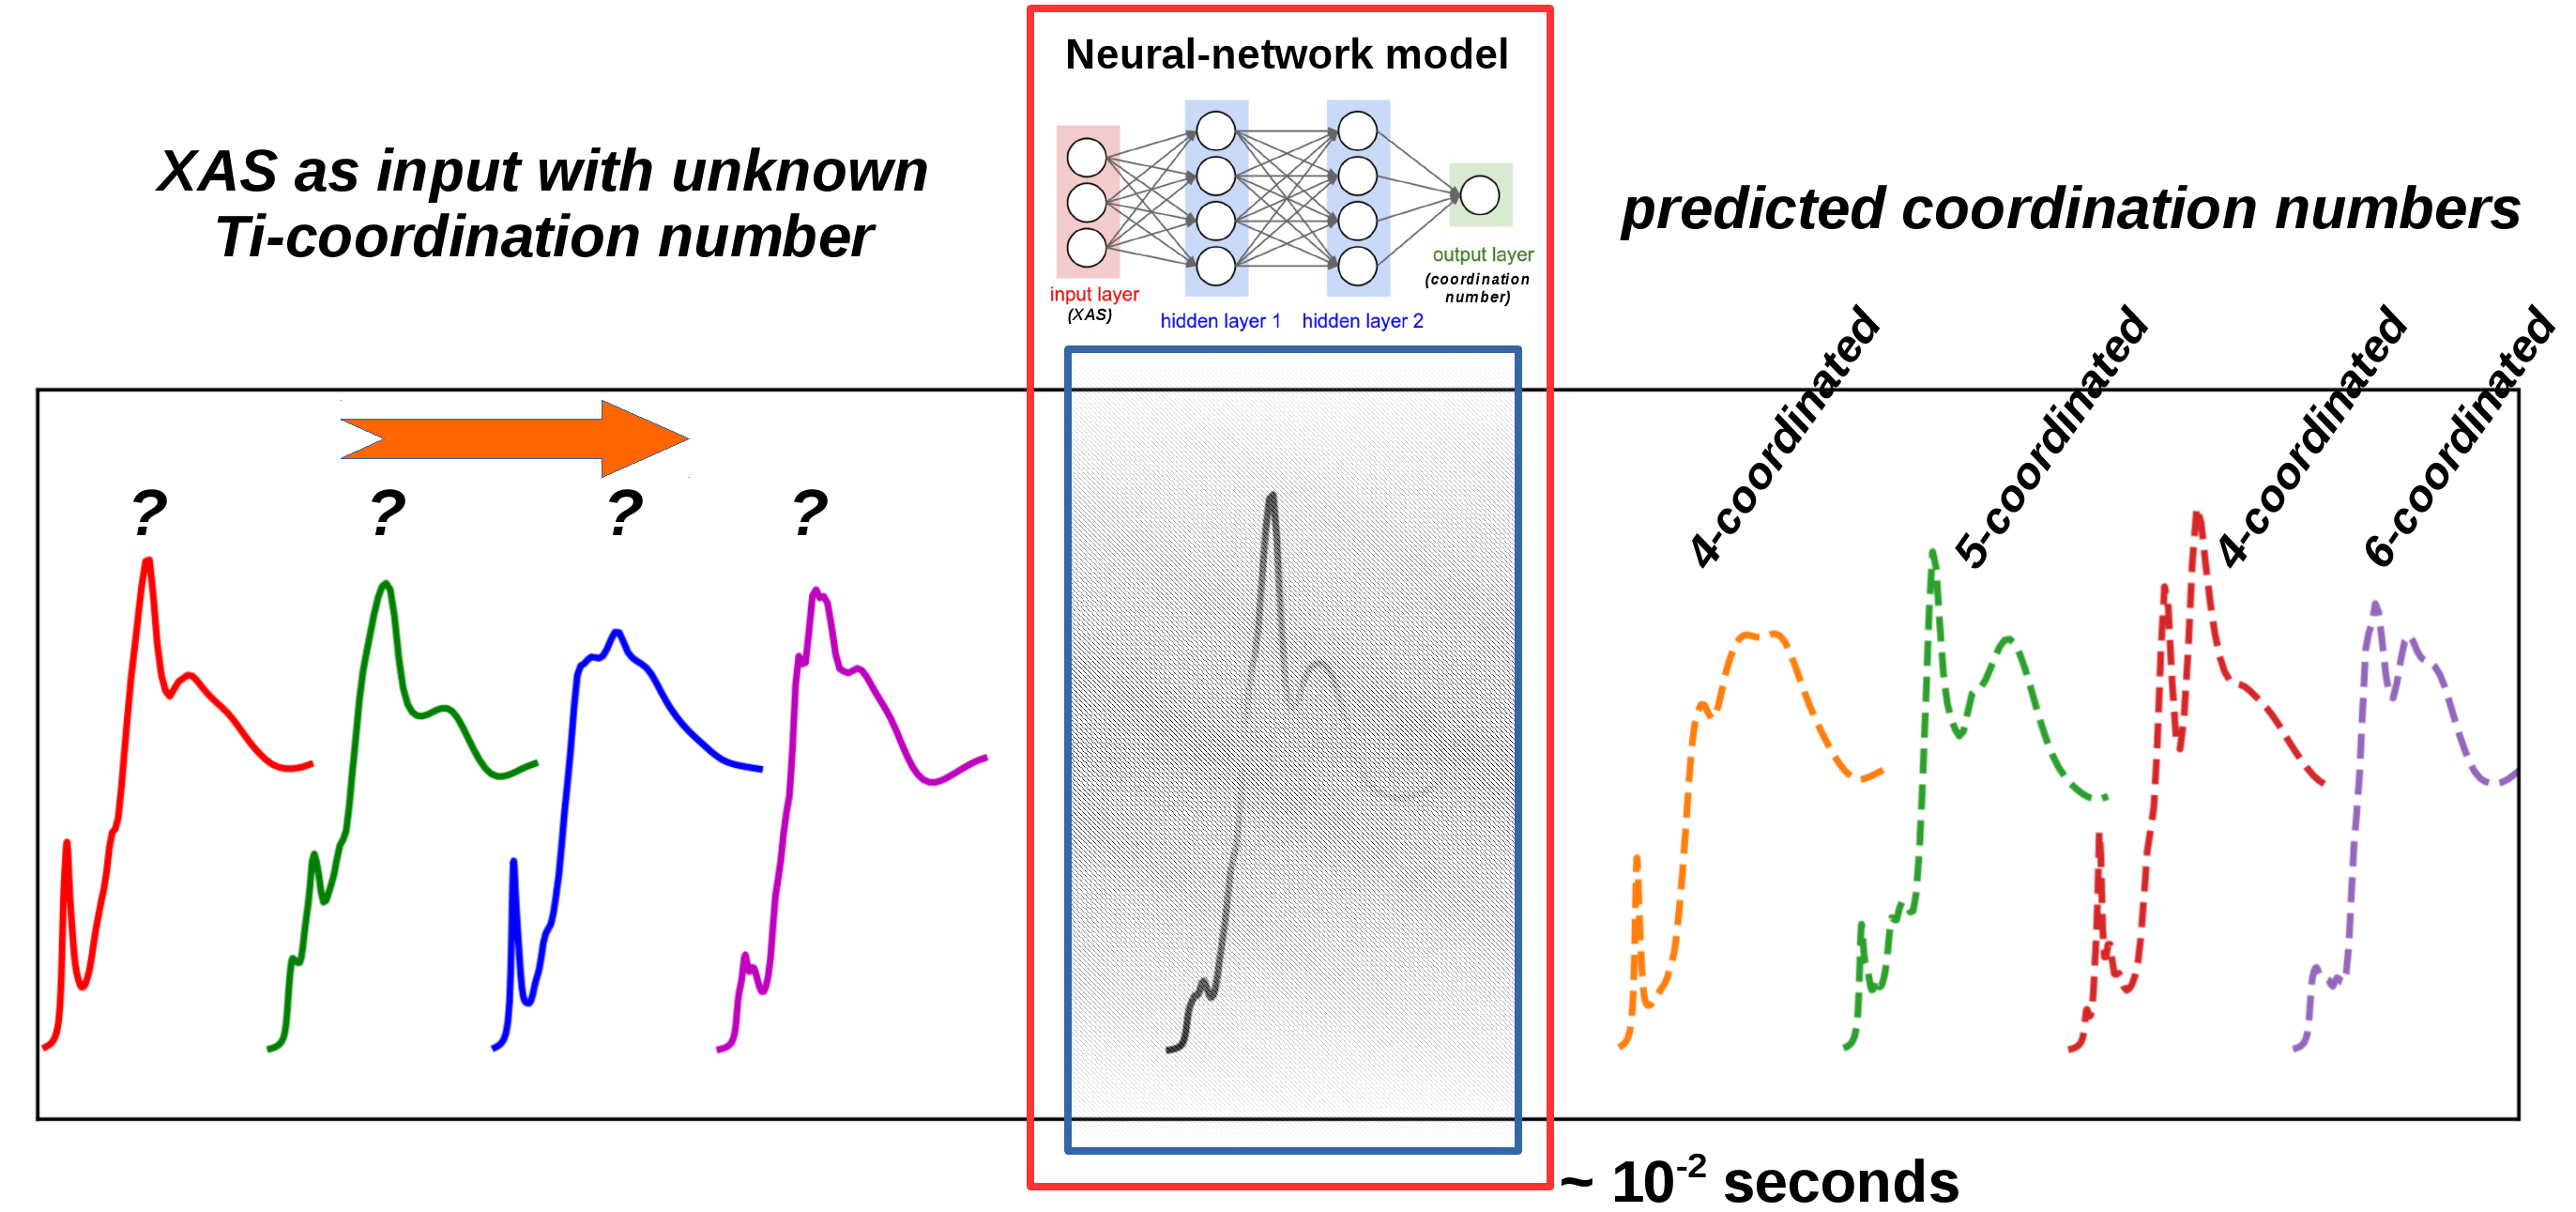 Neural-network model
XAS as input with unknown
Ti-coordination number
input layer
(XAS)
hidden layer 1
hidden layer 2
output layer
(coordination
number)
predicted coordination numbers
?
?
?
?
4-coordinated
5-coordinated
4-coordinated
6-coordinated
~ 10⁻² seconds